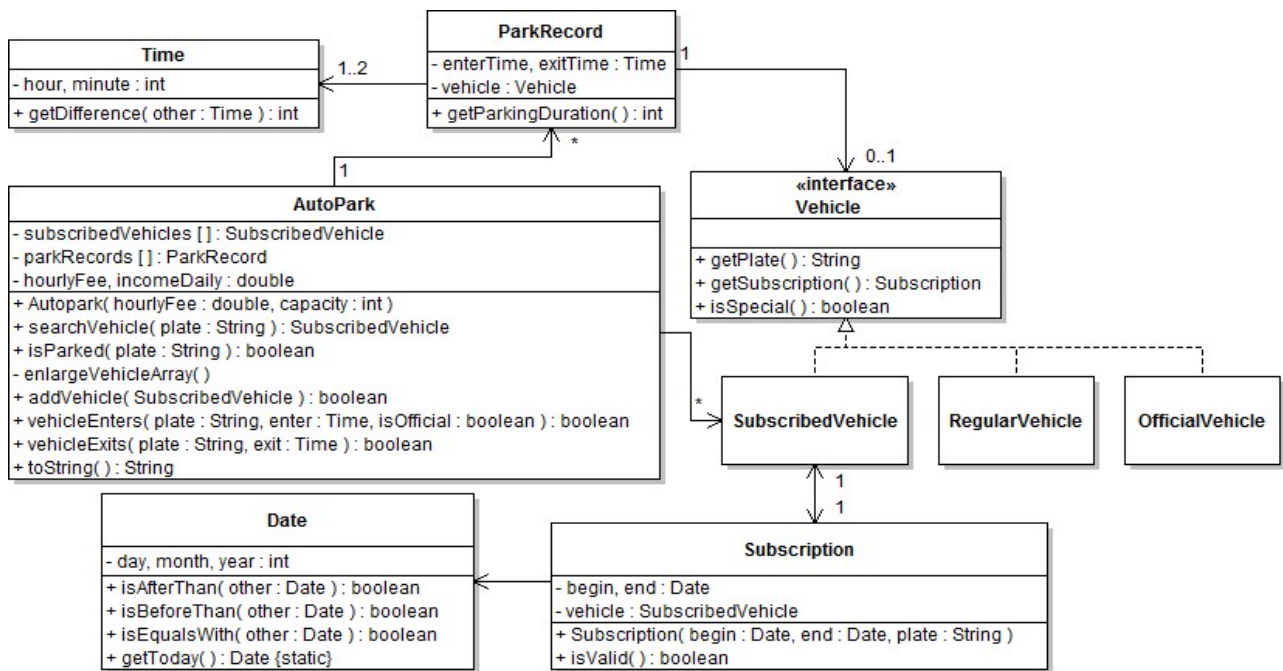 Time
- hour, minute : int
+ getDifference( other : Time ) : int
1..2
ParkRecord
- enterTime, exitTime : Time
- vehicle : Vehicle
+ getParkingDuration( ) : int
1
0..1
*
1
AutoPark
- subscribedVehicles [ ] : SubscribedVehicle
- parkRecords [ ] : ParkRecord
- hourlyFee, incomeDaily : double
+ Autopark( hourlyFee : double, capacity : int )
+ searchVehicle( plate : String ) : SubscribedVehicle
+ isParked( plate : String ) : boolean
- enlargeVehicleArray( )
+ addVehicle( SubscribedVehicle ) : boolean
+ vehicleEnters( plate : String, enter : Time, isOfficial : boolean ) : boolean
+ vehicleExits( plate : String, exit : Time ) : boolean
+ toString( ) : String
«interface»
Vehicle
+ getPlate( ) : String
+ getSubscription( ) : Subscription
+ isSpecial( ) : boolean
*
SubscribedVehicle
RegularVehicle
OfficialVehicle
1
1
Date
- day, month, year : int
+ isAfterThan( other : Date ) : boolean
+ isBeforeThan( other : Date ) : boolean
+ isEqualsWith( other : Date ) : boolean
+ getToday( ) : Date {static}
Subscription
- begin, end : Date
- vehicle : SubscribedVehicle
+ Subscription( begin : Date, end : Date, plate : String )
+ isValid( ) : boolean